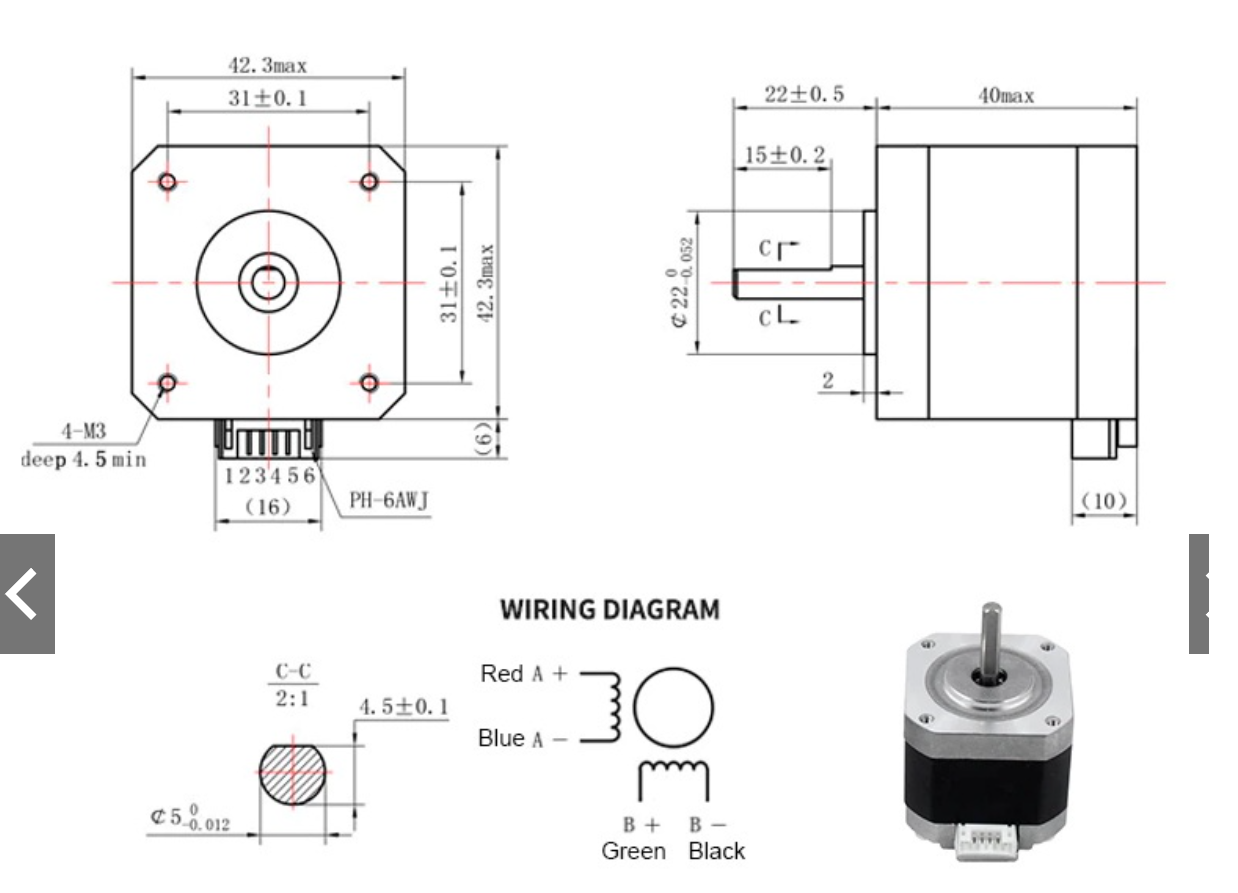 42.3max
31±0.1
31±0.1
42.3max
4-M3
deep 4.5 min
1 2 3 4 5 6
(6)
(16)
PH-6AWJ
22±0.5
40max
15±0.2
C
C
¢22 0 -0.052
2
(10)
C-C
2:1
4.5±0.1
¢5 0 -0.012
WIRING DIAGRAM
Red A +
Blue A −
B + B −
Green Black